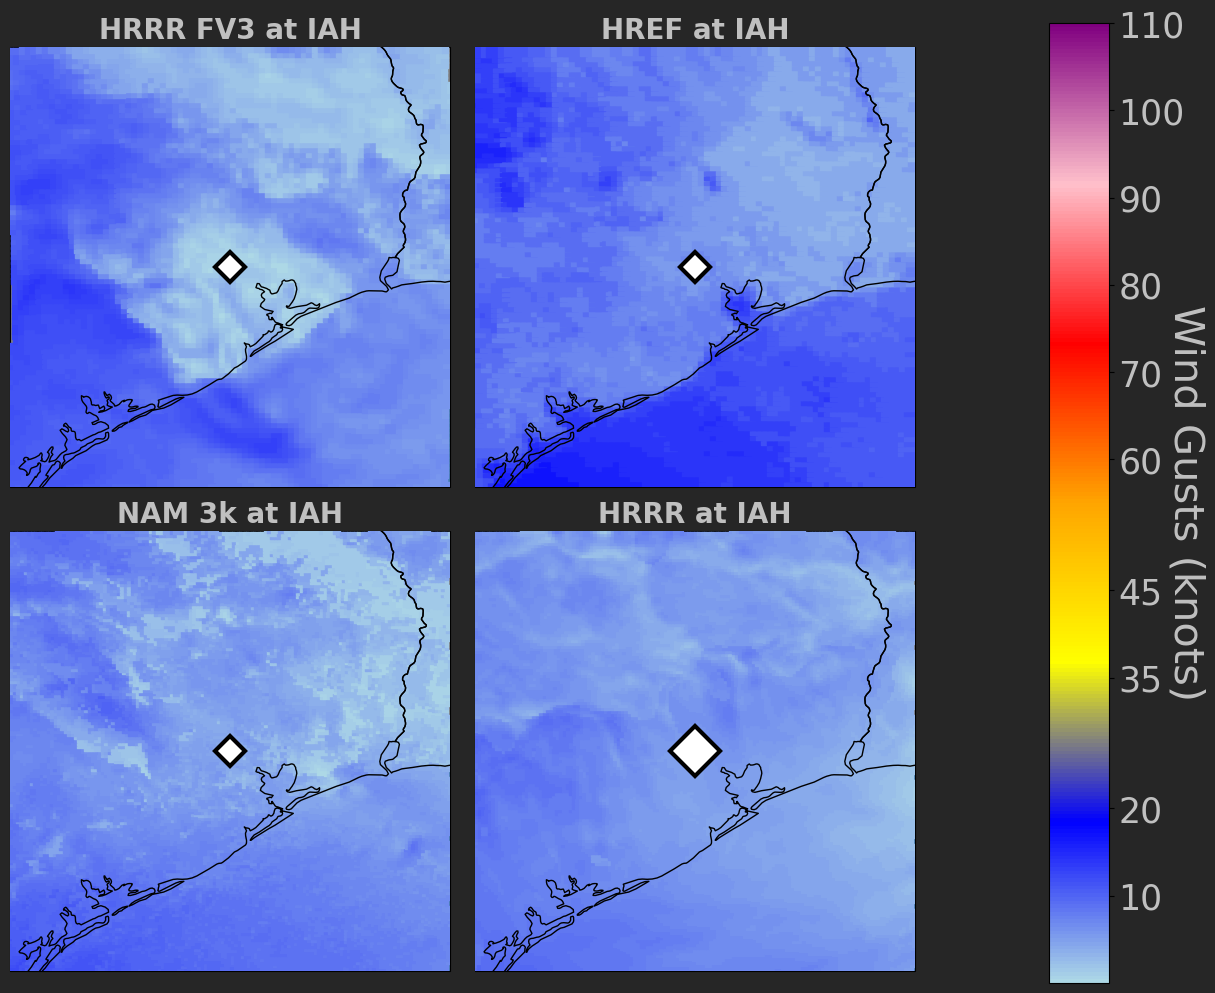 HRRR FV3 at IAH
HREF at IAH
NAM 3k at IAH
HRRR at IAH
110
100
90
80
70
60
45
35
20
10
Wind Gusts (knots)